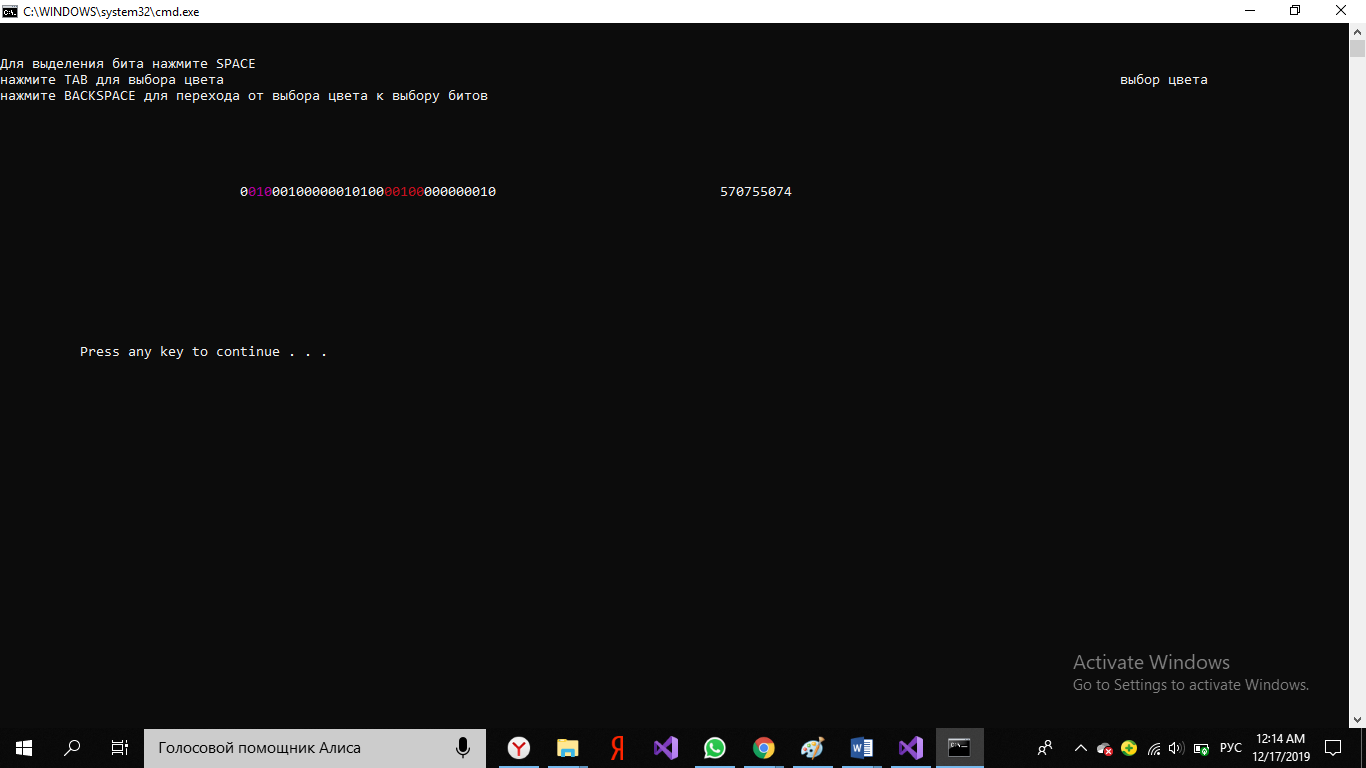 C:\WINDOWS\system32\cmd.exe
Для выделения бита нажмите SPACE
нажмите TAB для выбора цвета выбор цвета
нажмите BACKSPACE для перехода от выбора цвета к выбору битов
00100010000001010000100000000010 570755074
Press any key to continue . . .
Activate Windows
Go to Settings to activate Windows.
Голосовой помощник Алиса РУС 12:14 AM
12/17/2019